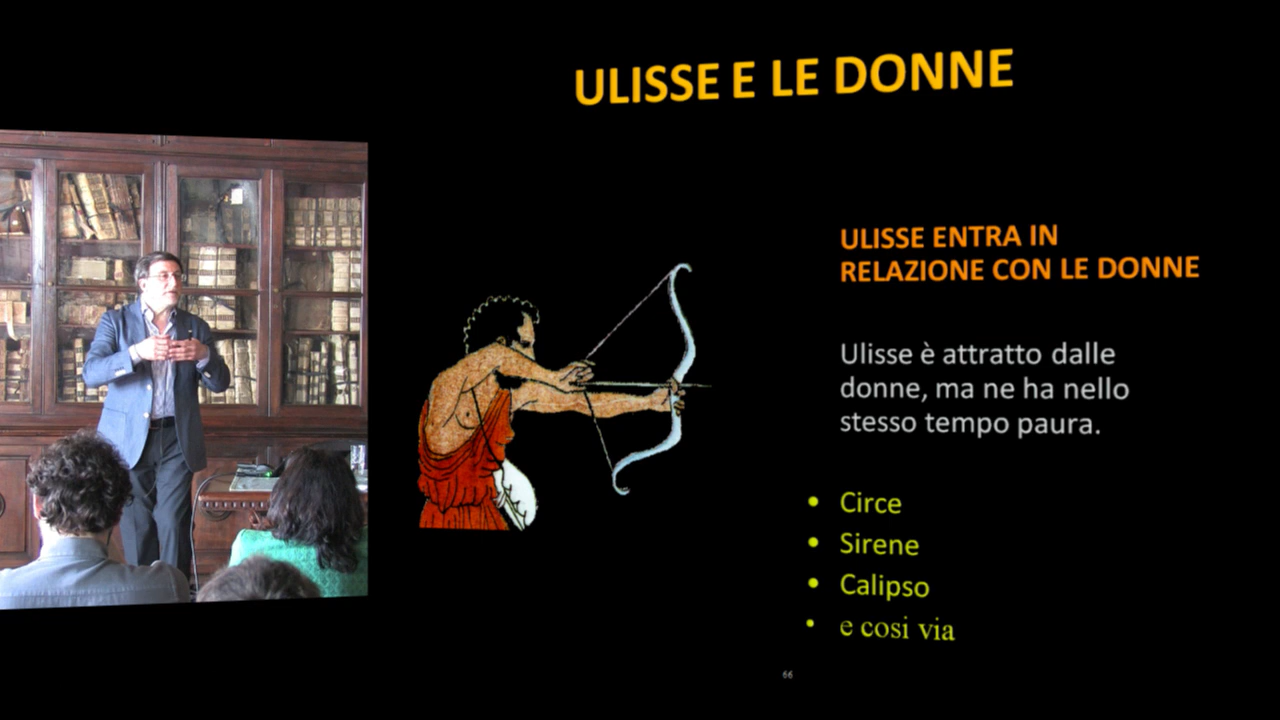 ULISSE E LE DONNE
ULISSE ENTRA IN
RELAZIONE CON LE DONNE
Ulisse è attratto dalle
donne, ma ne ha nello
stesso tempo paura.
• Circe
• Sirene
• Calipso
• e cosi via
66